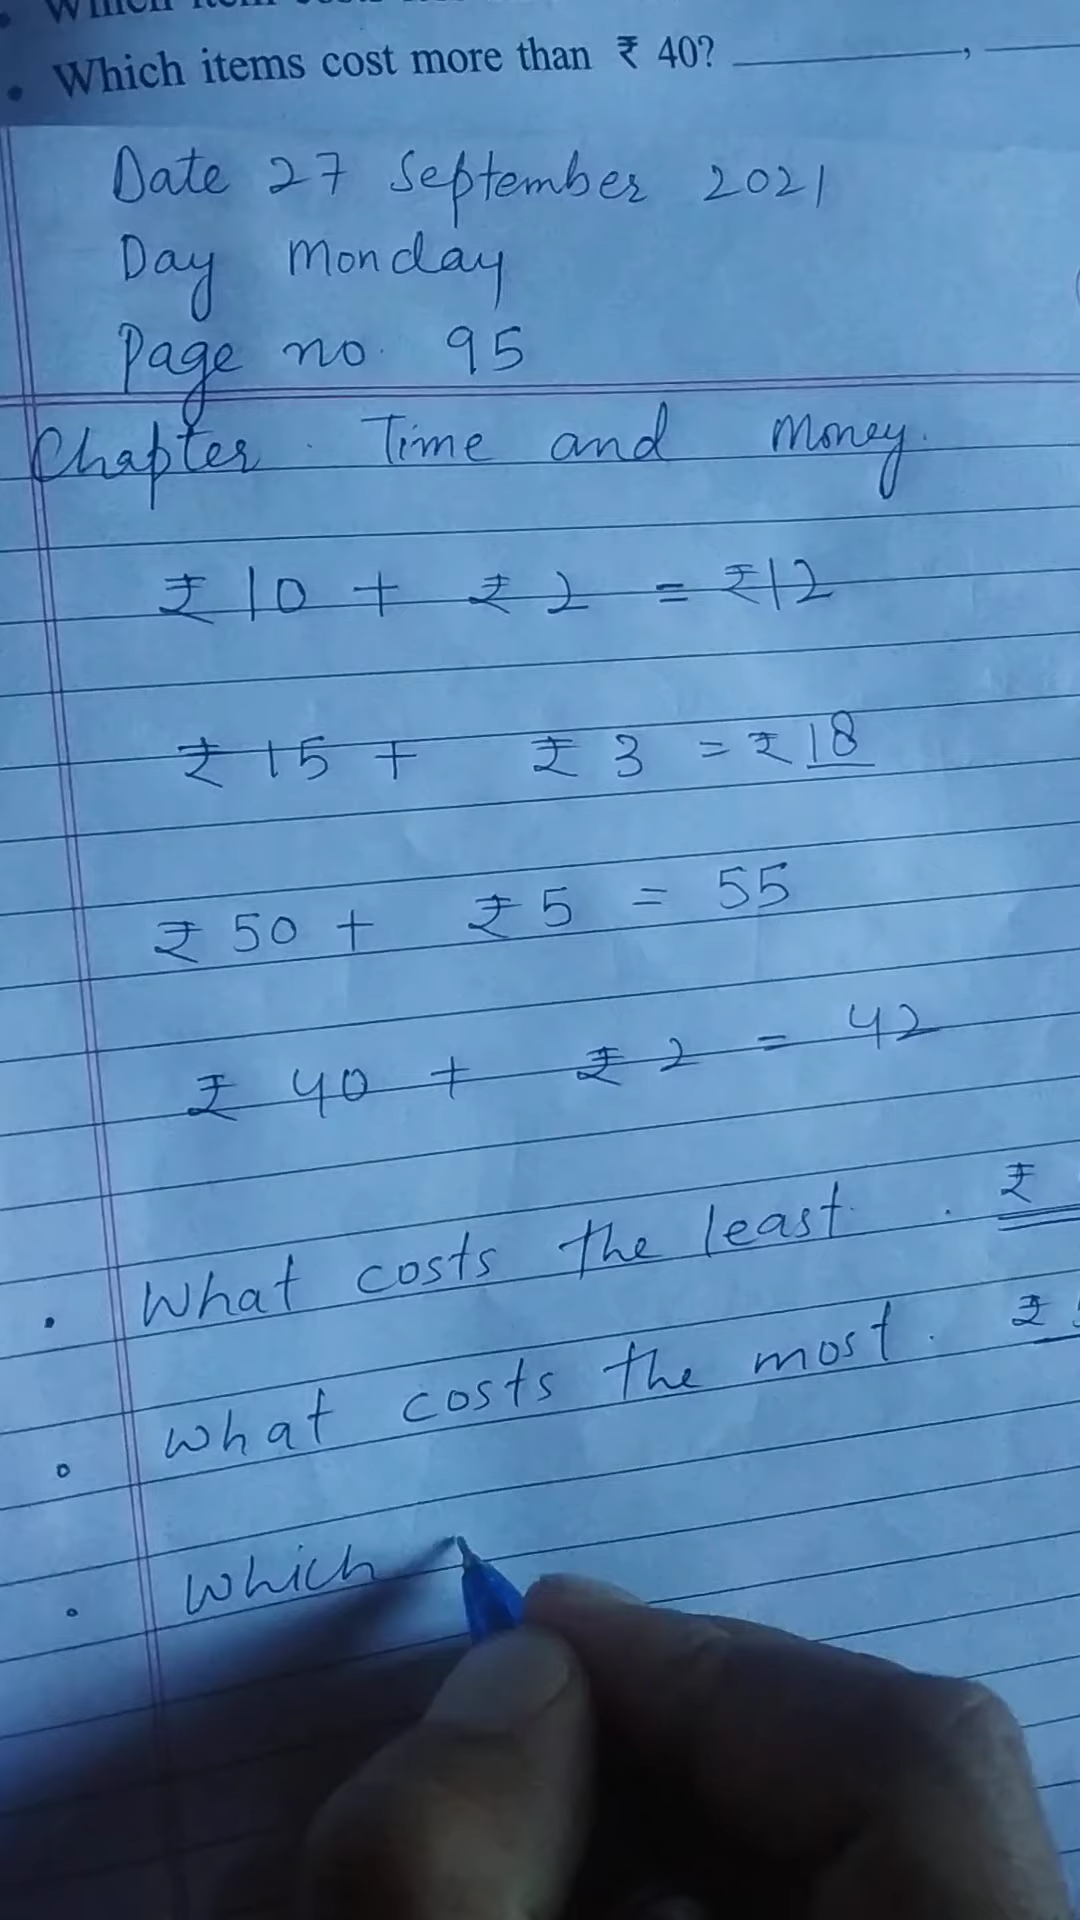 Which items cost more than ₹ 40? __________, ______
Date 27 September 2021
Day Monday
Page no. 95
Chapter . Time and Money.
₹ 10 + ₹ 2 = ₹12
₹ 15 + ₹ 3 = ₹18
₹ 50 + ₹ 5 = 55
₹ 40 + ₹ 2 = 42
• What costs the least . ₹
• What costs the most . ₹
• Which